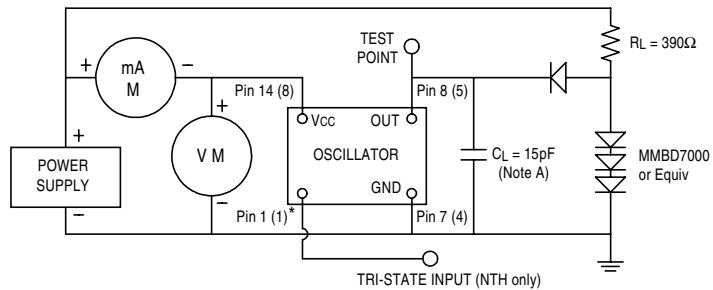 TEST
POINT
RL = 390Ω
+
+
–
mA
M
Pin 14 (8)
Pin 8 (5)
+
VCC
OUT
+
V M
OSCILLATOR
CL = 15pF
(Note A)
MMBD7000
or Equiv
POWER
SUPPLY
GND
–
–
Pin 1 (1)*
Pin 7 (4)
TRI-STATE INPUT (NTH only)